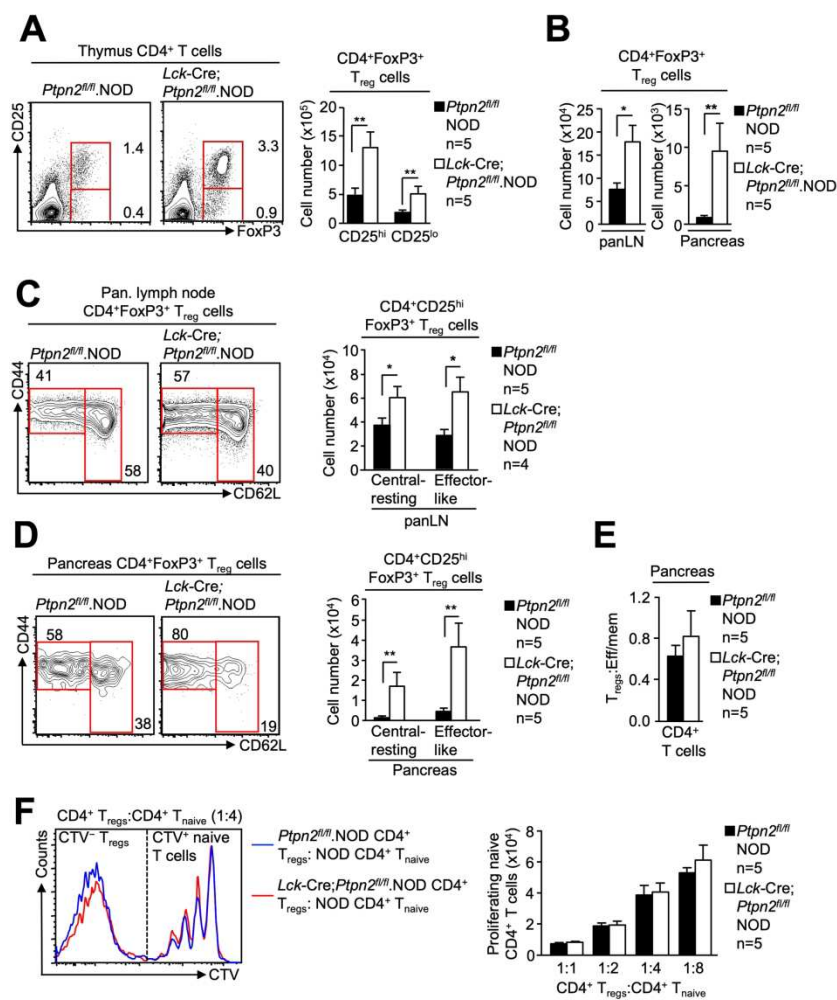 A
Thymus CD4⁺ T cells
Ptpn2fl/fl.NOD
Lck-Cre;
Ptpn2fl/fl.NOD
CD25
1.4
0.4
3.3
0.9
FoxP3
CD4⁺FoxP3⁺
Treg cells
Cell number (x10⁵)
20
15
10
5
0
**
**
CD25hi CD25lo
Ptpn2fl/fl
NOD
n=5
Lck-Cre;
Ptpn2fl/fl.NOD
n=5
B
CD4⁺FoxP3⁺
Treg cells
Cell number (x10⁴)
25
20
15
10
5
0
*
panLN
Cell number (x10³)
15
10
5
0
**
Pancreas
Ptpn2fl/fl
NOD
n=5
Lck-Cre;
Ptpn2fl/fl.NOD
n=5
C
Pan. lymph node
CD4⁺FoxP3⁺ Treg cells
Ptpn2fl/fl.NOD
Lck-Cre;
Ptpn2fl/fl.NOD
CD44
41
58
57
40
CD62L
CD4⁺CD25hi
FoxP3⁺ Treg cells
Cell number (x10⁴)
10
8
6
4
2
0
*
*
Central-
resting
Effector-
like
panLN
Ptpn2fl/fl
NOD
n=5
Lck-Cre;
Ptpn2fl/fl
NOD
n=4
D
Pancreas CD4⁺FoxP3⁺ Treg cells
Ptpn2fl/fl.NOD
Lck-Cre;
Ptpn2fl/fl.NOD
CD44
58
38
80
19
CD62L
CD4⁺CD25hi
FoxP3⁺ Treg cells
Cell number (x10⁴)
6
5
4
3
2
1
0
**
**
Central-
resting
Effector-
like
Pancreas
Ptpn2fl/fl
NOD
n=5
Lck-Cre;
Ptpn2fl/fl
NOD
n=5
E
Pancreas
Tregs:Eff/mem
1.2
0.8
0.4
0.0
CD4⁺
T cells
Ptpn2fl/fl
NOD
n=5
Lck-Cre;
Ptpn2fl/fl
NOD
n=5
F
CD4⁺ Tregs:CD4⁺ Tnaive (1:4)
CTV⁻ Tregs
CTV⁺ naive
T cells
Counts
CTV
Ptpn2fl/fl.NOD CD4⁺
Tregs: NOD CD4⁺ Tnaive
Lck-Cre;Ptpn2fl/fl.NOD CD4⁺
Tregs: NOD CD4⁺ Tnaive
Proliferating naive
CD4⁺ T cells (x10⁴)
8
6
4
2
0
1:1 1:2 1:4 1:8
CD4⁺ Tregs:CD4⁺ Tnaive
Ptpn2fl/fl
NOD
n=5
Lck-Cre;
Ptpn2fl/fl
NOD
n=5